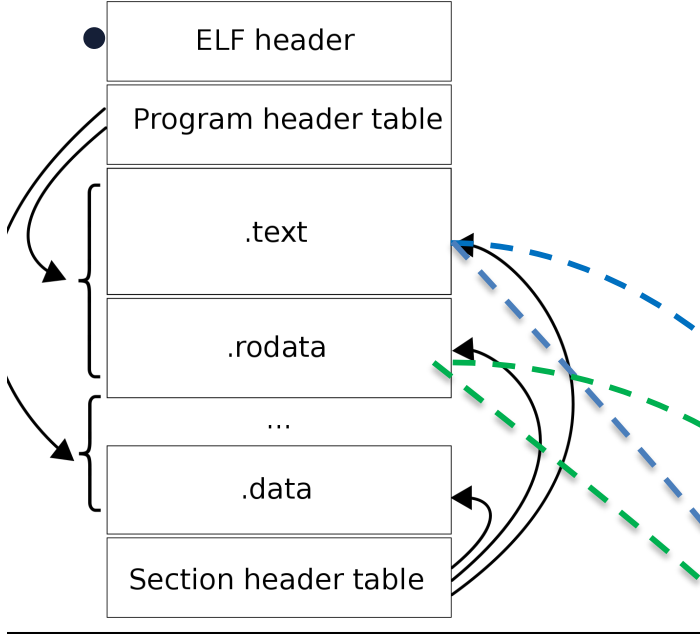 ELF header
Program header table
.text
.rodata
...
.data
Section header table